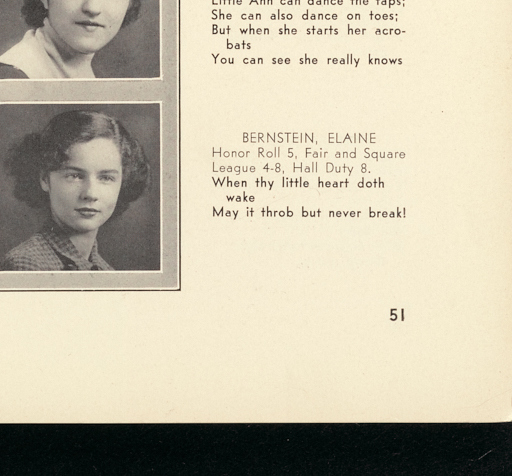 Little Ann can dance the taps;
She can also dance on toes;
But when she starts her acro-
bats
You can see she really knows
BERNSTEIN, ELAINE
Honor Roll 5, Fair and Square
League 4-8, Hall Duty 8.
When thy little heart doth
wake
May it throb but never break!
51